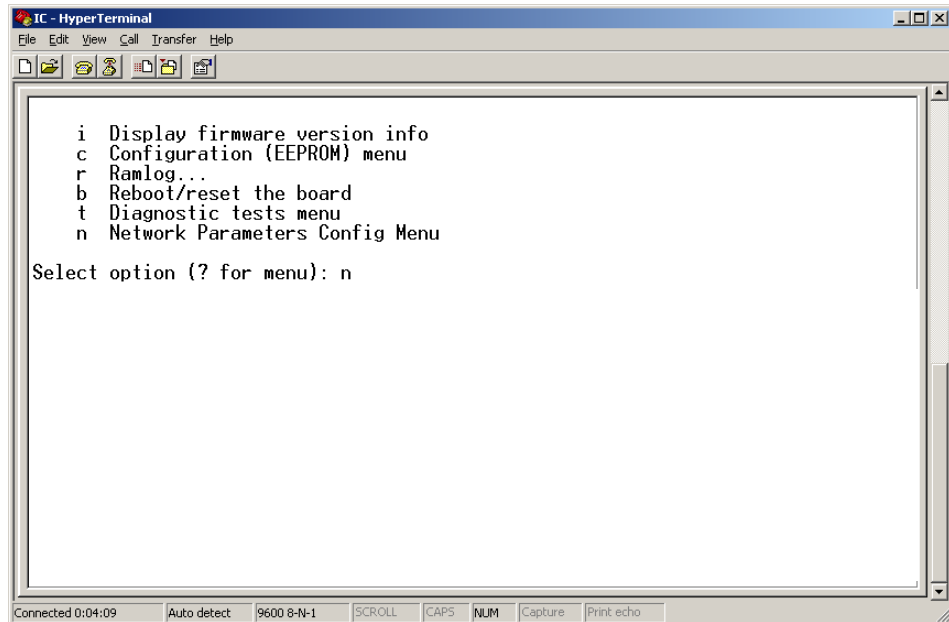 IC - HyperTerminal
File Edit View Call Transfer Help
i Display firmware version info
c Configuration (EEPROM) menu
r Ramlog...
b Reboot/reset the board
t Diagnostic tests menu
n Network Parameters Config Menu
Select option (? for menu): n
Connected 0:04:09 Auto detect 9600 8-N-1 SCROLL CAPS NUM Capture Print echo